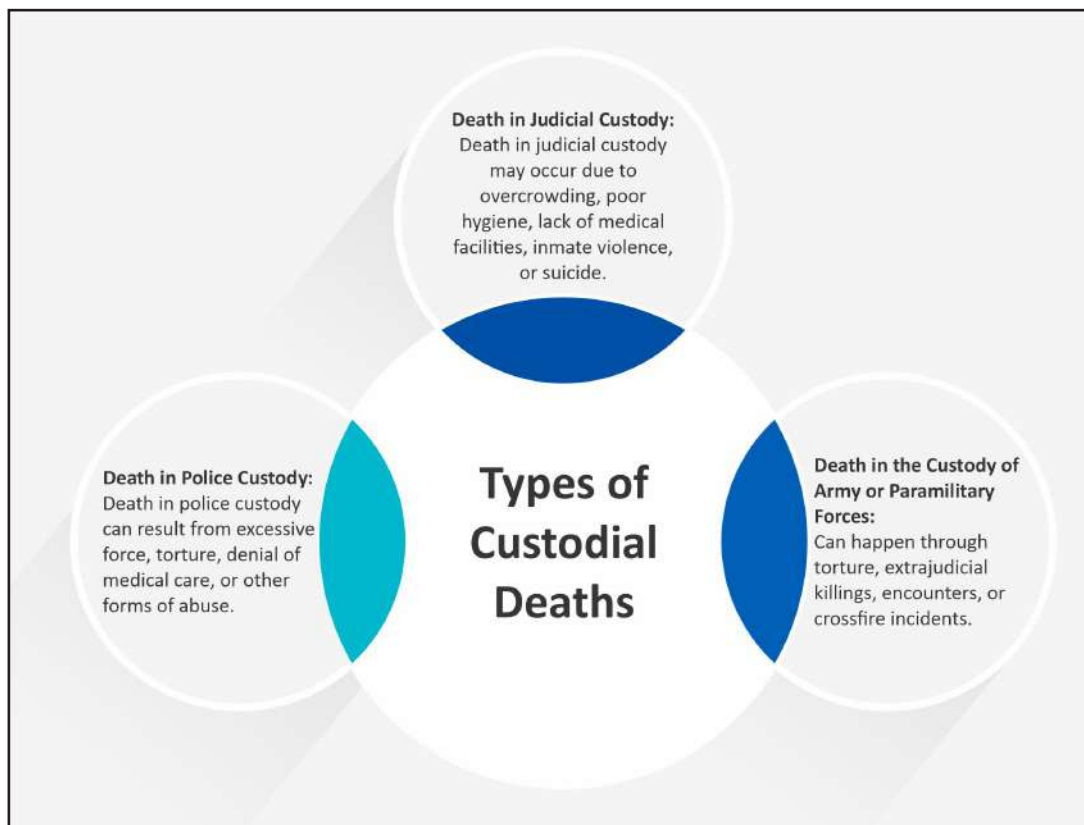 Death in Judicial Custody:
Death in judicial custody
may occur due to
overcrowding, poor
hygiene, lack of medical
facilities, inmate violence,
or suicide.
Death in Police Custody:
Death in police custody
can result from excessive
force, torture, denial of
medical care, or other
forms of abuse.
Types of
Custodial
Deaths
Death in the Custody of
Army or Paramilitary
Forces:
Can happen through
torture, extrajudicial
killings, encounters, or
crossfire incidents.